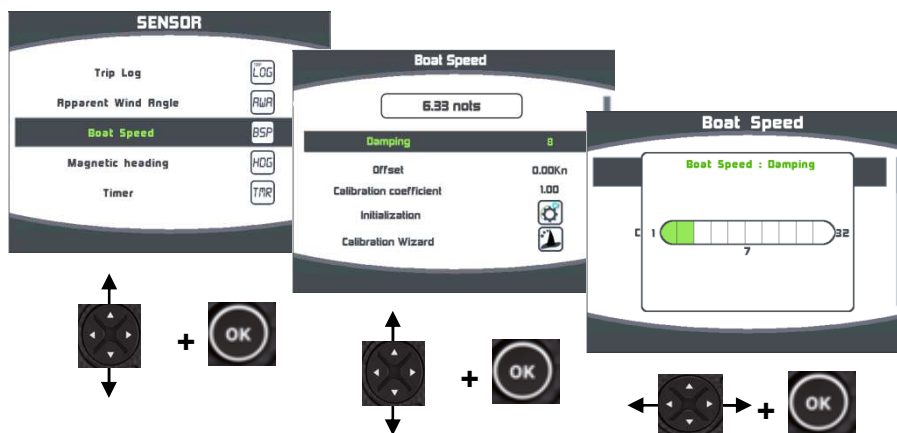 SENSOR
Trip Log
TRIP LOG
Apparent Wind Angle
AWA
Boat Speed
BSP
Magnetic heading
HDG
Timer
TMR
+
OK
Boat Speed
6.33 nots
Damping 8
Offset 0.00Kn
Calibration coefficient 1.00
Initialization
Calibration Wizard
+
OK
Boat Speed
Boat Speed : Damping
1 32
7
+
OK